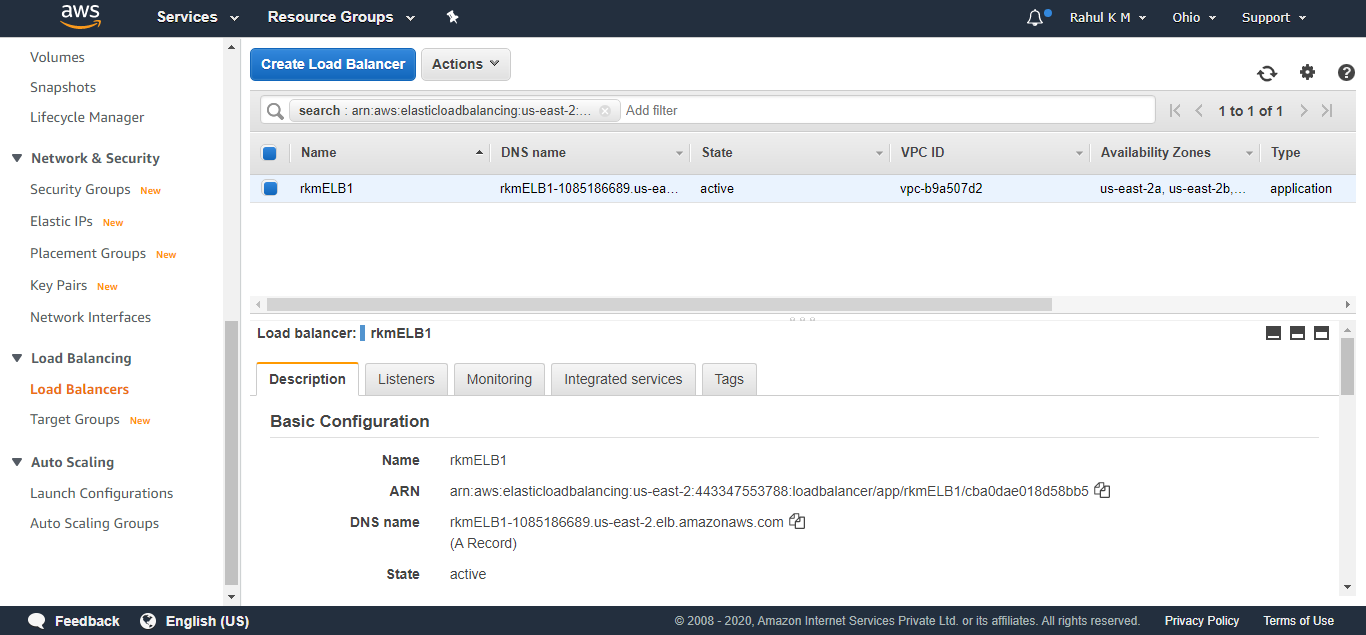 aws Services Resource Groups Rahul K M Ohio Support
Volumes
Snapshots
Lifecycle Manager
Network & Security
Security Groups New
Elastic IPs New
Placement Groups New
Key Pairs New
Network Interfaces
Load Balancing
Load Balancers
Target Groups New
Auto Scaling
Launch Configurations
Auto Scaling Groups
Create Load Balancer Actions
search : arn:aws:elasticloadbalancing:us-east-2:... Add filter 1 to 1 of 1
Name DNS name State VPC ID Availability Zones Type
rkmELB1 rkmELB1-1085186689.us-ea... active vpc-b9a507d2 us-east-2a, us-east-2b,... application
Load balancer: rkmELB1
Description Listeners Monitoring Integrated services Tags
Basic Configuration
Name rkmELB1
ARN arn:aws:elasticloadbalancing:us-east-2:443347553788:loadbalancer/app/rkmELB1/cba0dae018d58bb5
DNS name rkmELB1-1085186689.us-east-2.elb.amazonaws.com
(A Record)
State active
Feedback English (US) © 2008 - 2020, Amazon Internet Services Private Ltd. or its affiliates. All rights reserved. Privacy Policy Terms of Use